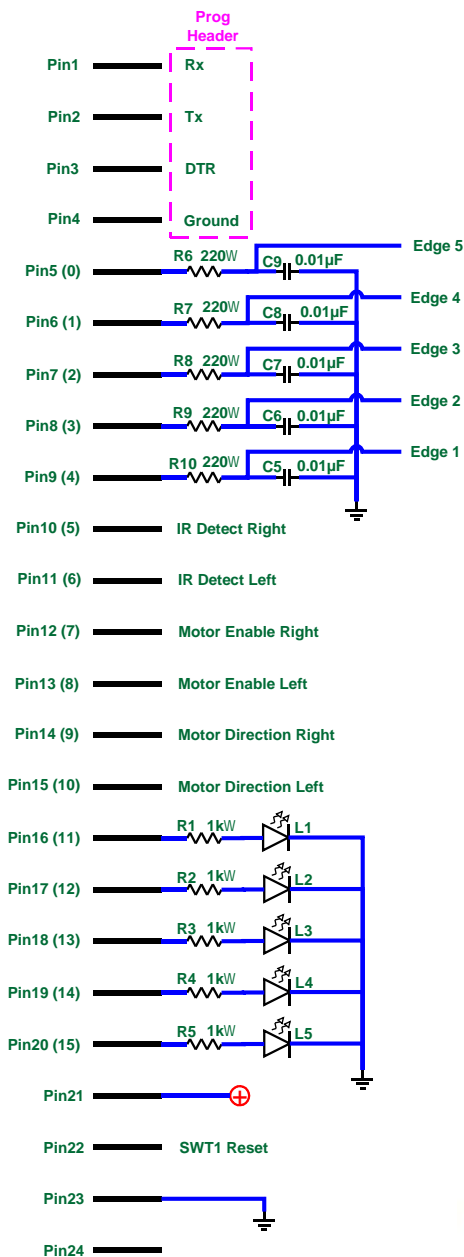 Prog
Header
Pin1 Rx
Pin2 Tx
Pin3 DTR
Pin4 Ground
Edge 5
R6 220W C9 0.01µF
Pin5 (0)
Edge 4
R7 220W C8 0.01µF
Pin6 (1)
Edge 3
R8 220W C7 0.01µF
Pin7 (2)
Edge 2
R9 220W C6 0.01µF
Pin8 (3)
Edge 1
R10 220W C5 0.01µF
Pin9 (4)
Pin10 (5) IR Detect Right
Pin11 (6) IR Detect Left
Pin12 (7) Motor Enable Right
Pin13 (8) Motor Enable Left
Pin14 (9) Motor Direction Right
Pin15 (10) Motor Direction Left
R1 1kW L1
Pin16 (11)
R2 1kW L2
Pin17 (12)
R3 1kW L3
Pin18 (13)
R4 1kW L4
Pin19 (14)
R5 1kW L5
Pin20 (15)
Pin21
Pin22 SWT1 Reset
Pin23
Pin24